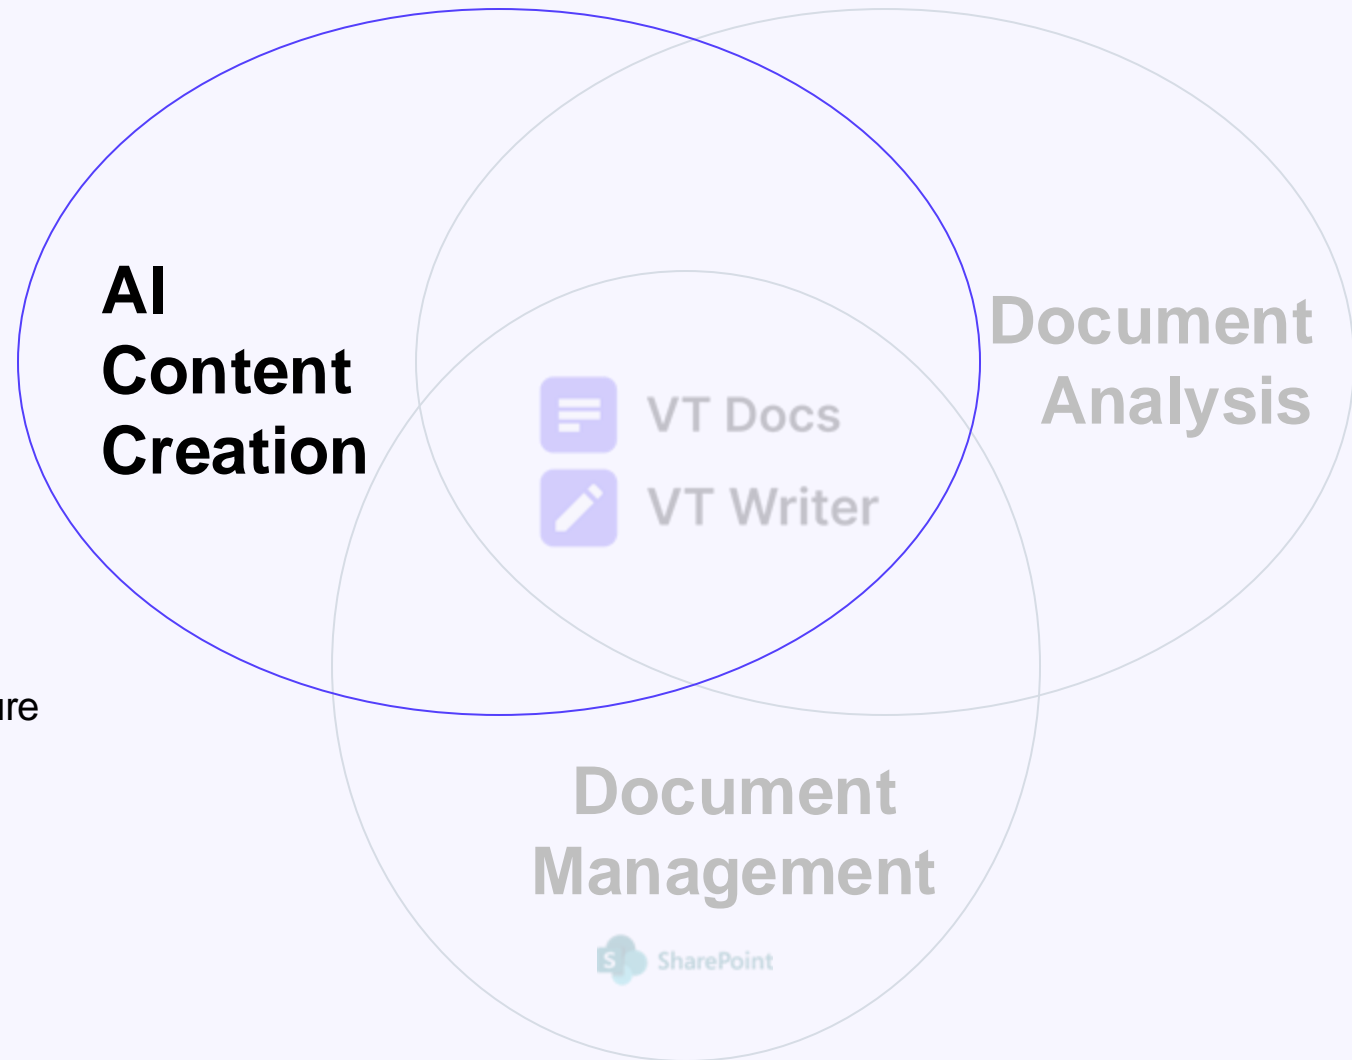 AI
Content
Creation
Document
Analysis
VT Docs
VT Writer
ure
Document
Management
S SharePoint